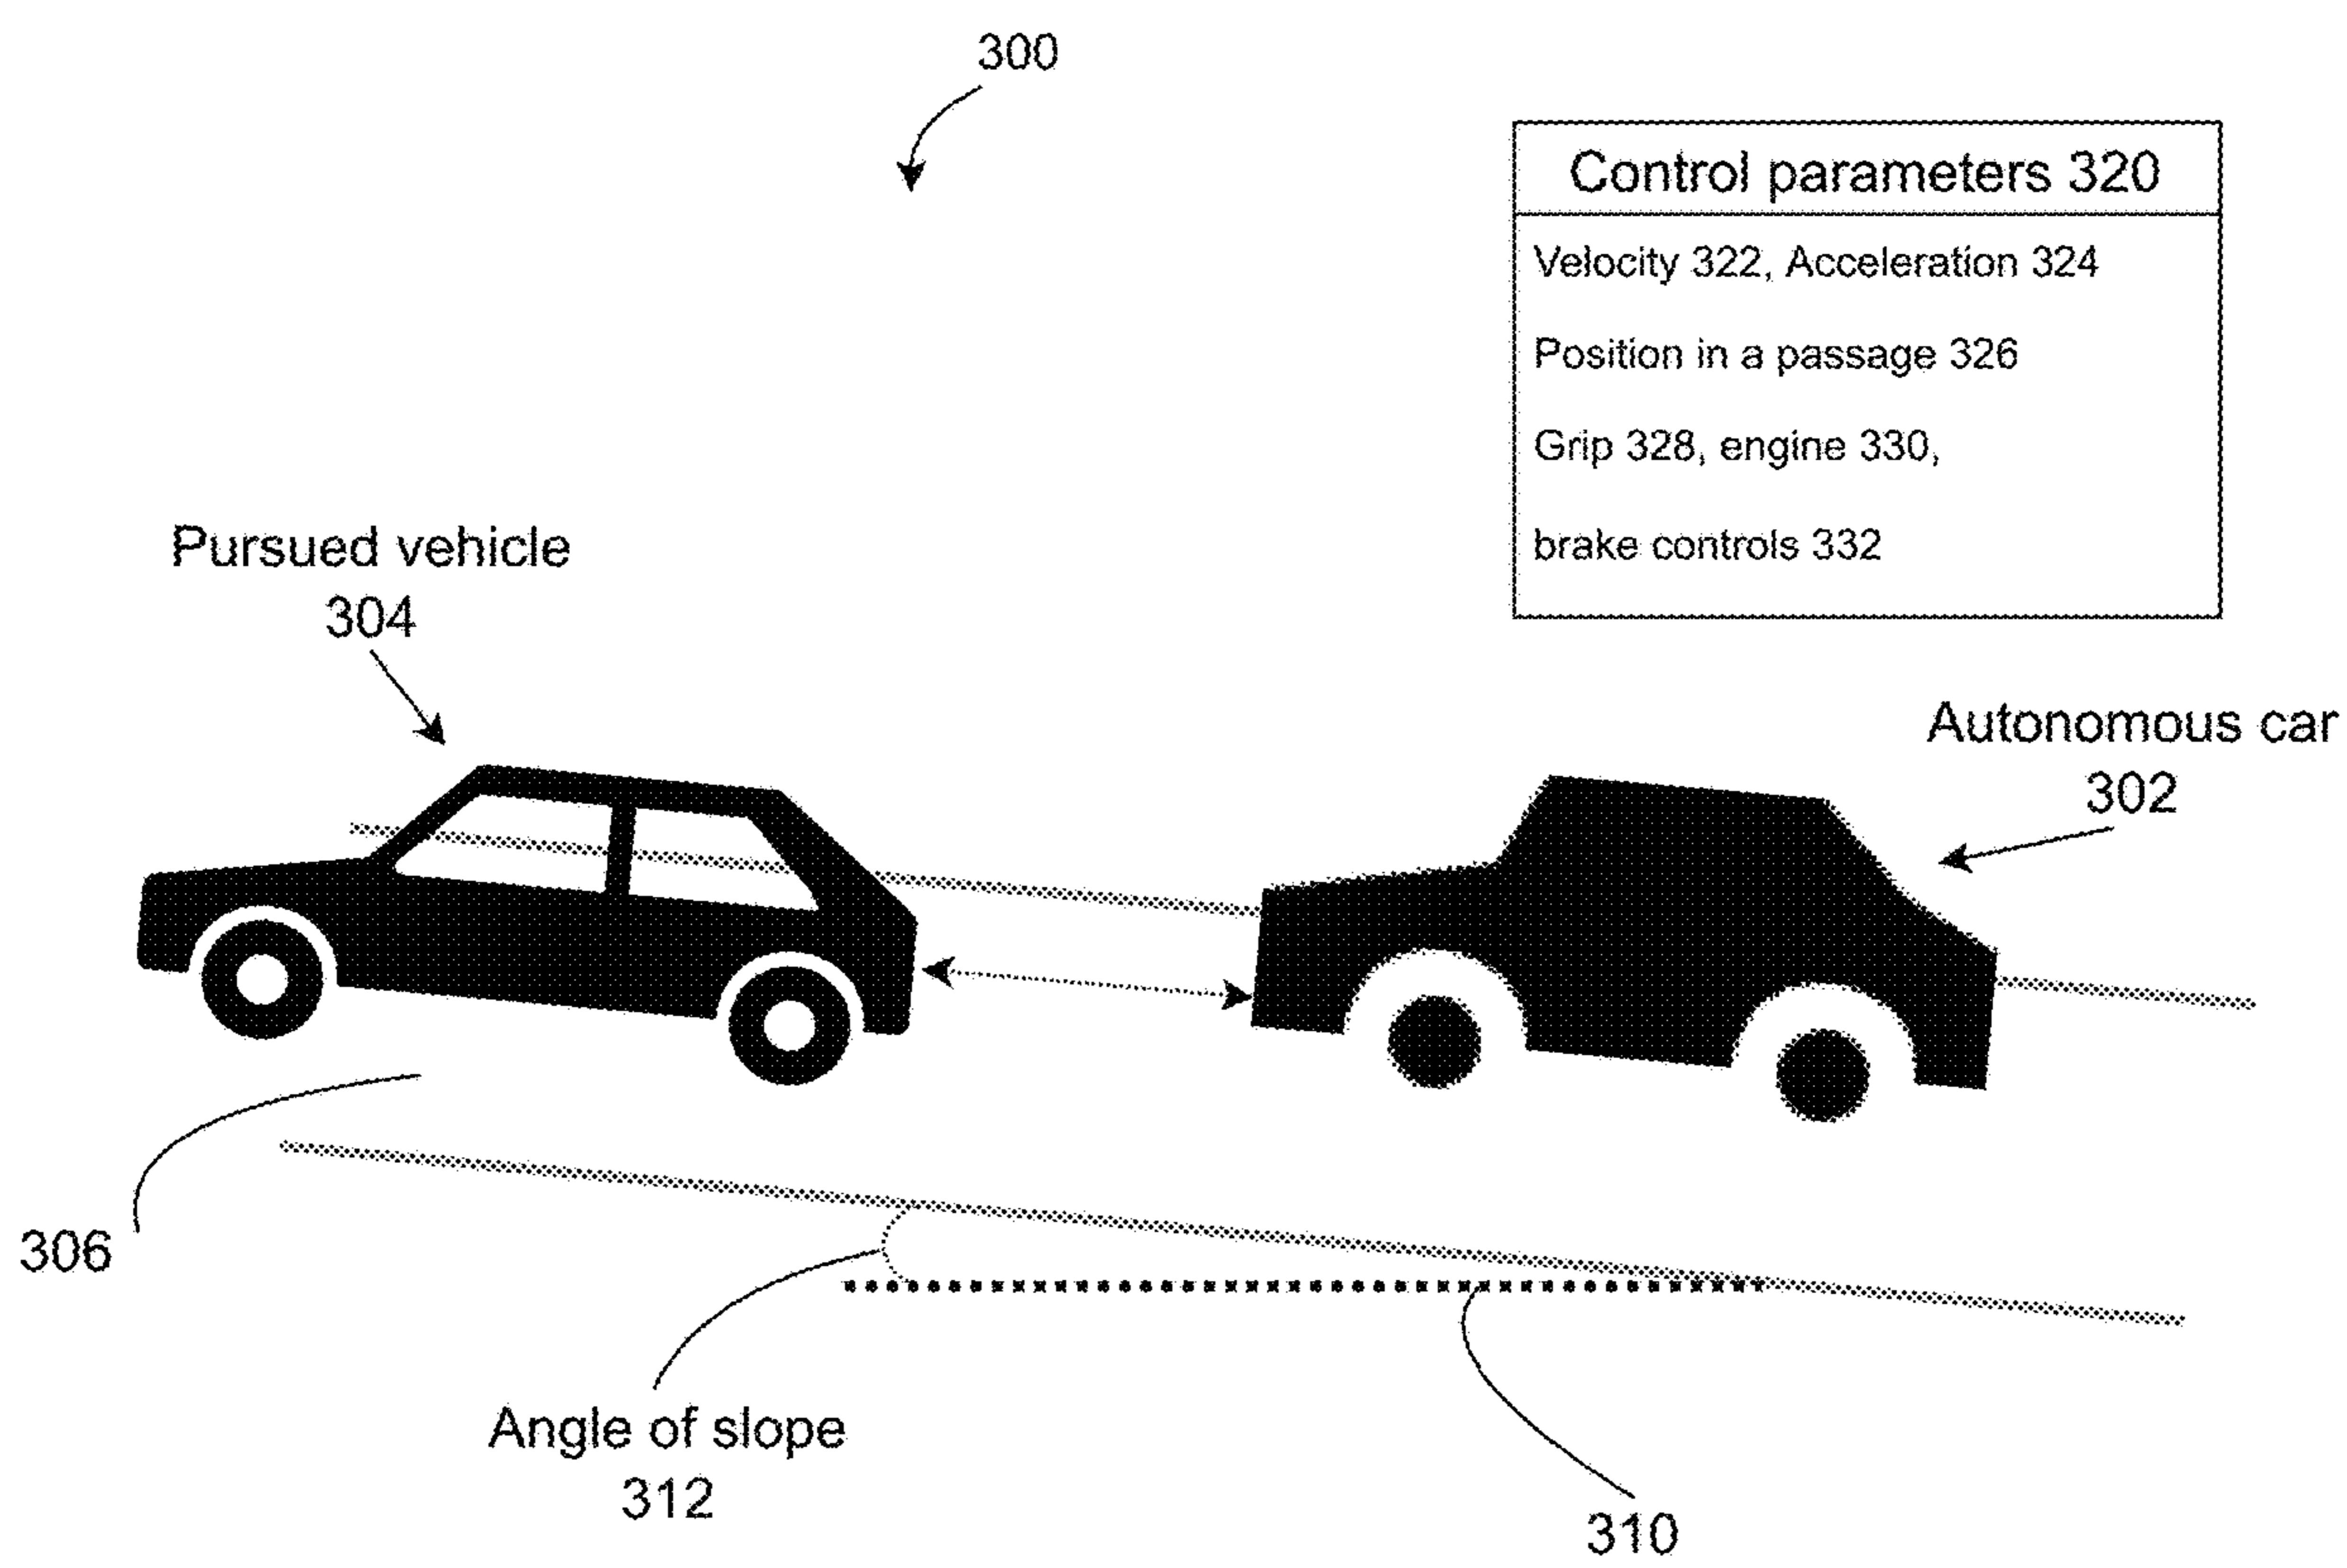 300
Control parameters 320
Velocity 322, Acceleration 324
Position in a passage 326
Grip 328, engine 330,
brake controls 332
Pursued vehicle
304
Autonomous car
302
306
Angle of slope
312
310